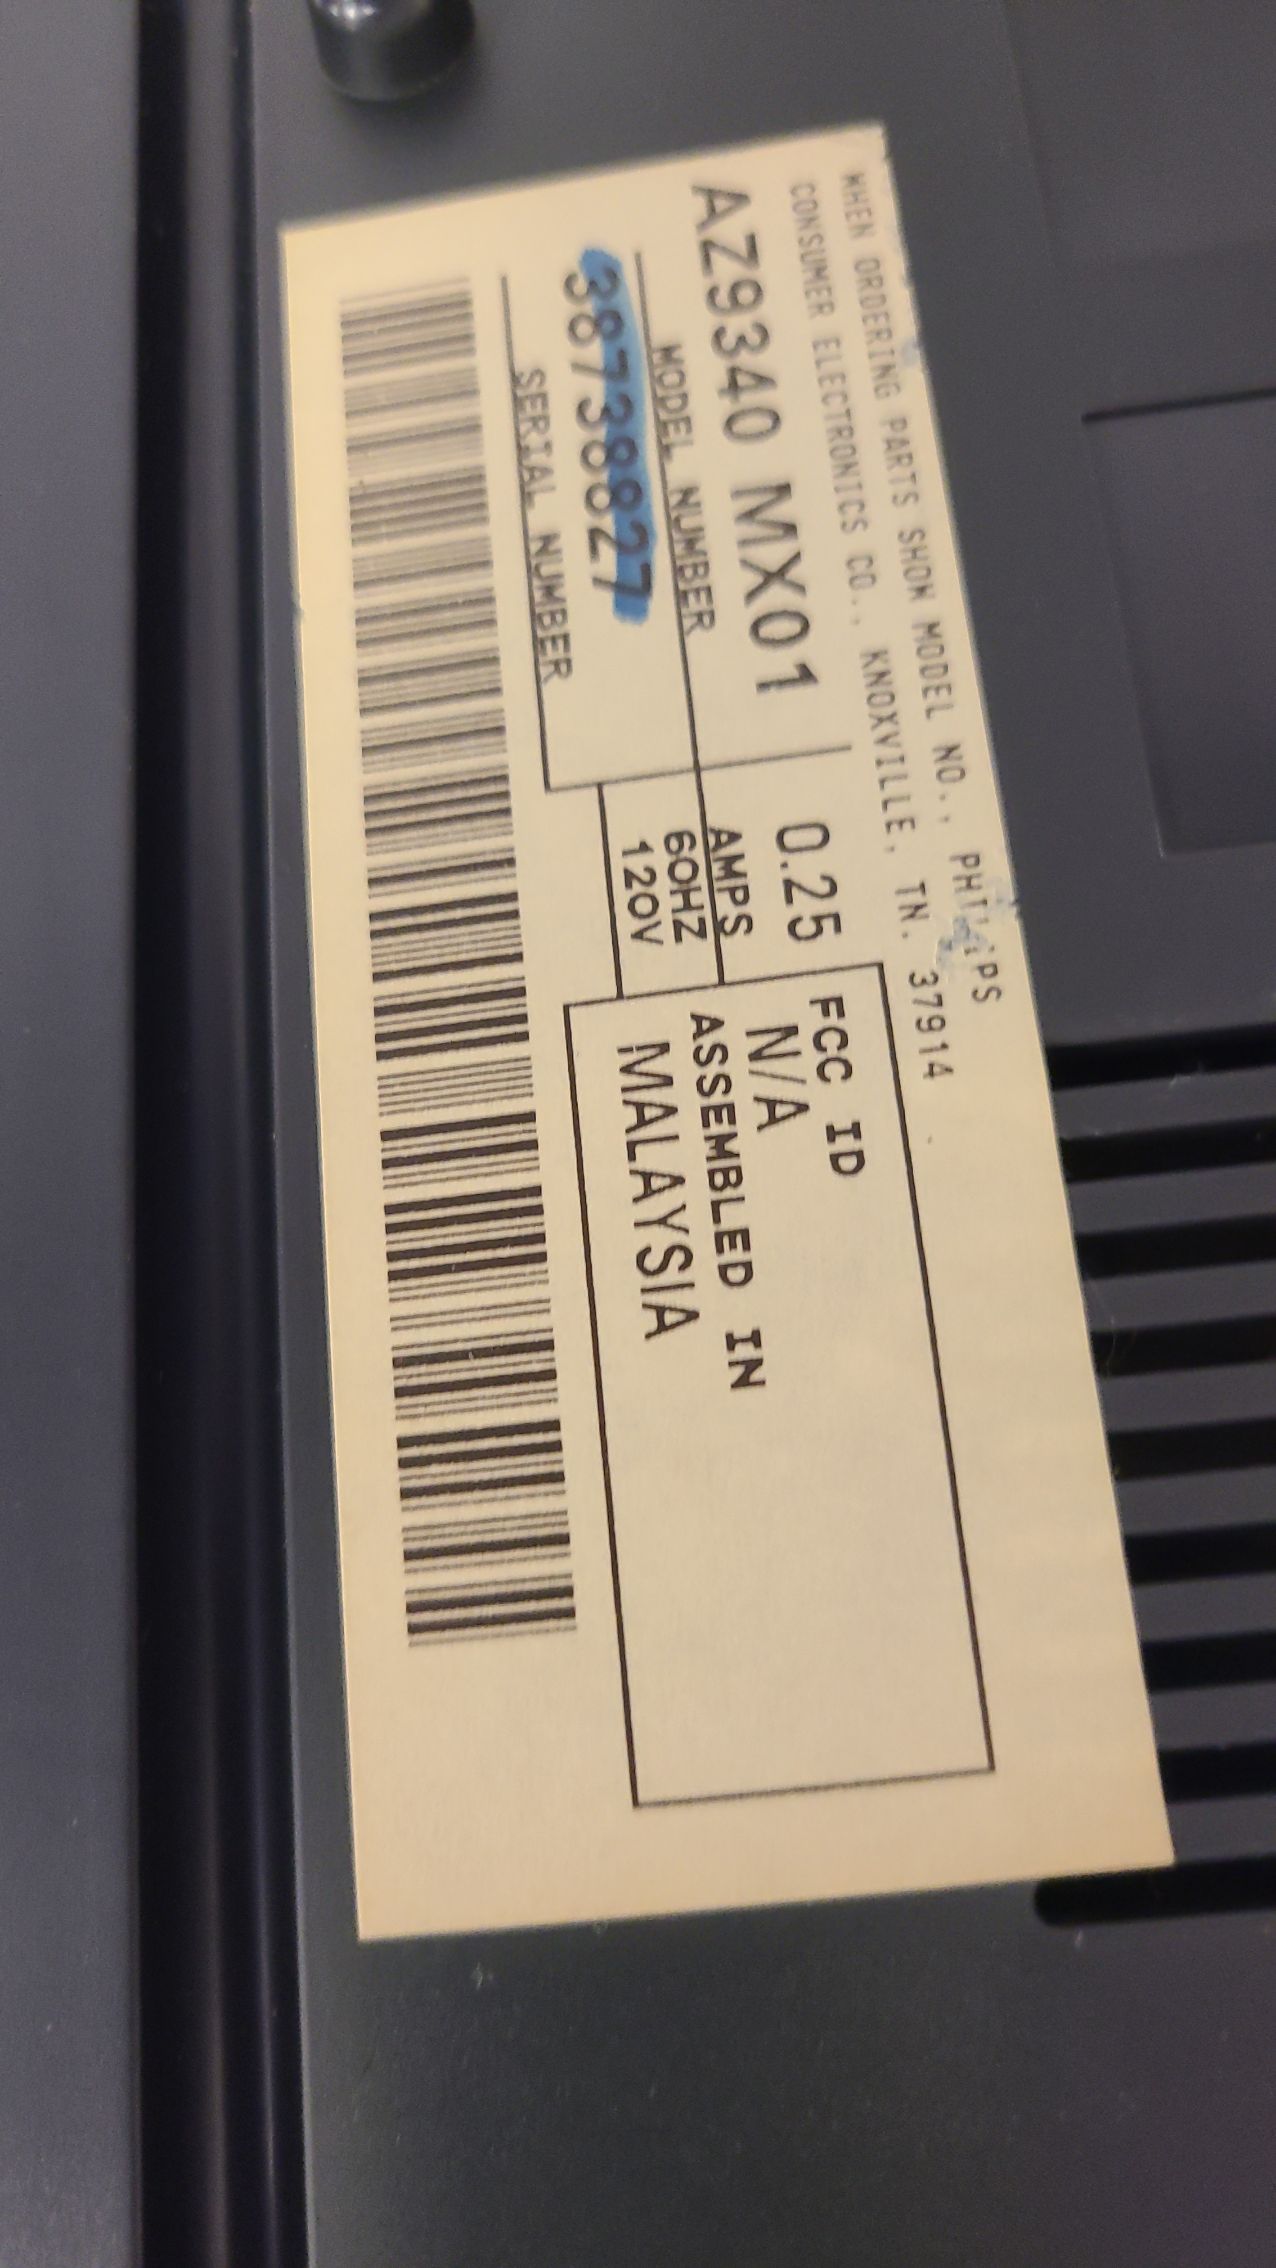 WHEN ORDERING PARTS SHOW MODEL NO., PHILIPS
CONSUMER ELECTRONICS CO., KNOXVILLE, TN. 37914
AZ9340 MX01
MODEL NUMBER
38738827
SERIAL NUMBER
0.25
AMPS
60HZ
120V
FCC ID
N/A
ASSEMBLED IN
MALAYSIA